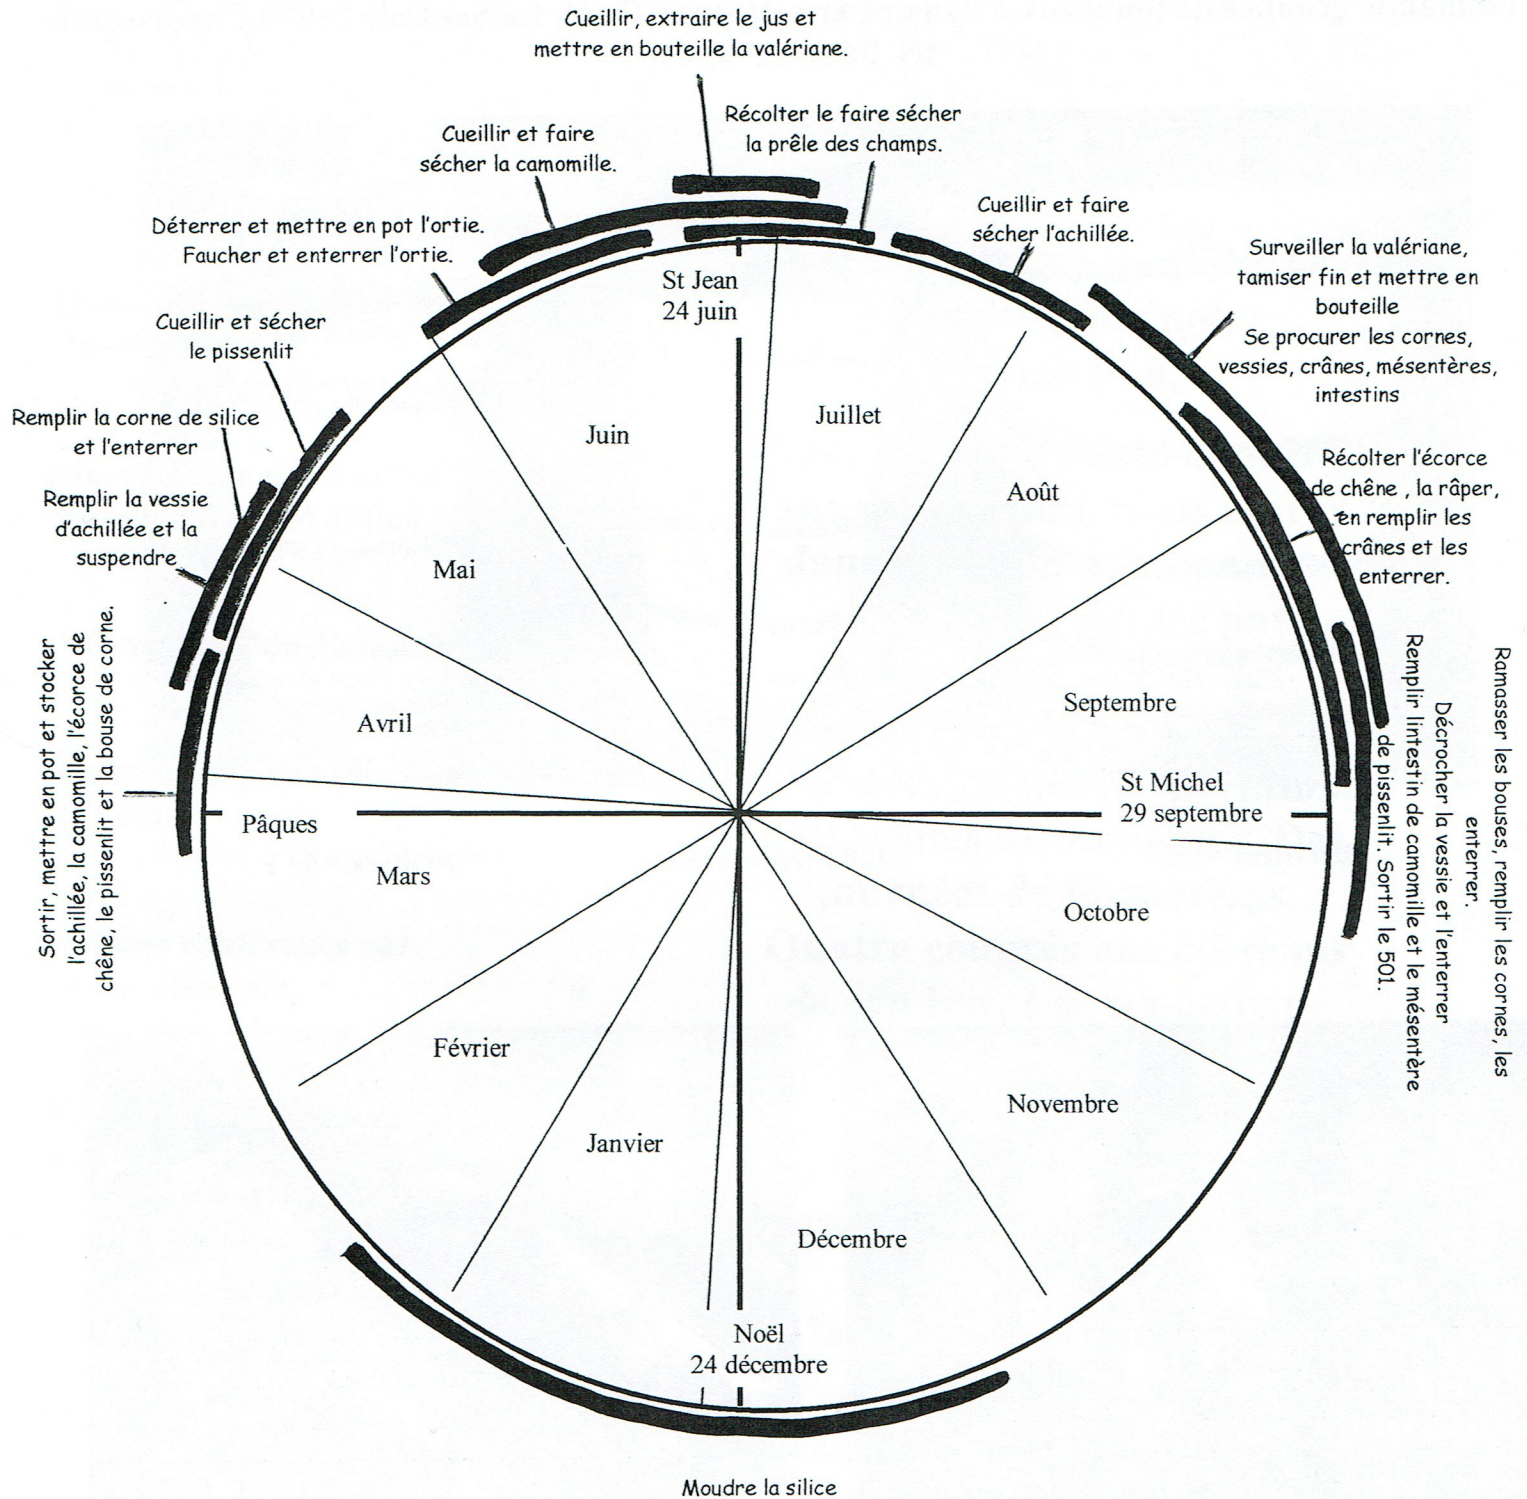 Cueillir, extraire le jus et
mettre en bouteille la valériane.
Récolter le faire sécher
la prêle des champs.
Cueillir et faire
sécher la camomille.
Cueillir et faire
sécher l'achillée.
Déterrer et mettre en pot l'ortie.
Faucher et enterrer l'ortie.
Surveiller la valériane,
tamiser fin et mettre en
bouteille
Se procurer les cornes,
vessies, crânes, mésentères,
intestins
Cueillir et sécher
le pissenlit
Remplir la corne de silice
et l'enterrer
Remplir la vessie
d'achillée et la
suspendre
Récolter l'écorce
de chêne , la râper,
en remplir les
crânes et les
enterrer.
Sortir, mettre en pot et stocker
l'achillée, la camomille, l'écorce de
chêne, le pissenlit et la bouse de corne.
Ramasser les bouses, remplir les cornes, les
enterrer.
Décrocher la vessie et l'enterrer
Remplir lintestin de camomille et le mésentère
de pissenlit. Sortir le 501.
St Jean
24 juin
Juin
Juillet
Mai
Août
Avril
Septembre
St Michel
29 septembre
Pâques
Mars
Octobre
Février
Novembre
Janvier
Décembre
Noël
24 décembre
Moudre la silice